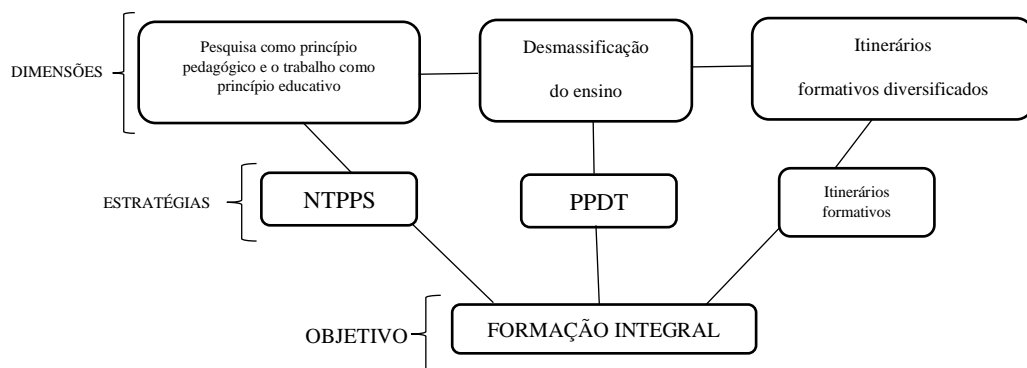 DIMENSÕES
Pesquisa como princípio
pedagógico e o trabalho como
princípio educativo
Desmassificação
do ensino
Itinerários
formativos diversificados
ESTRATÉGIAS
NTPPS
PPDT
Itinerários
formativos
OBJETIVO
FORMAÇÃO INTEGRAL